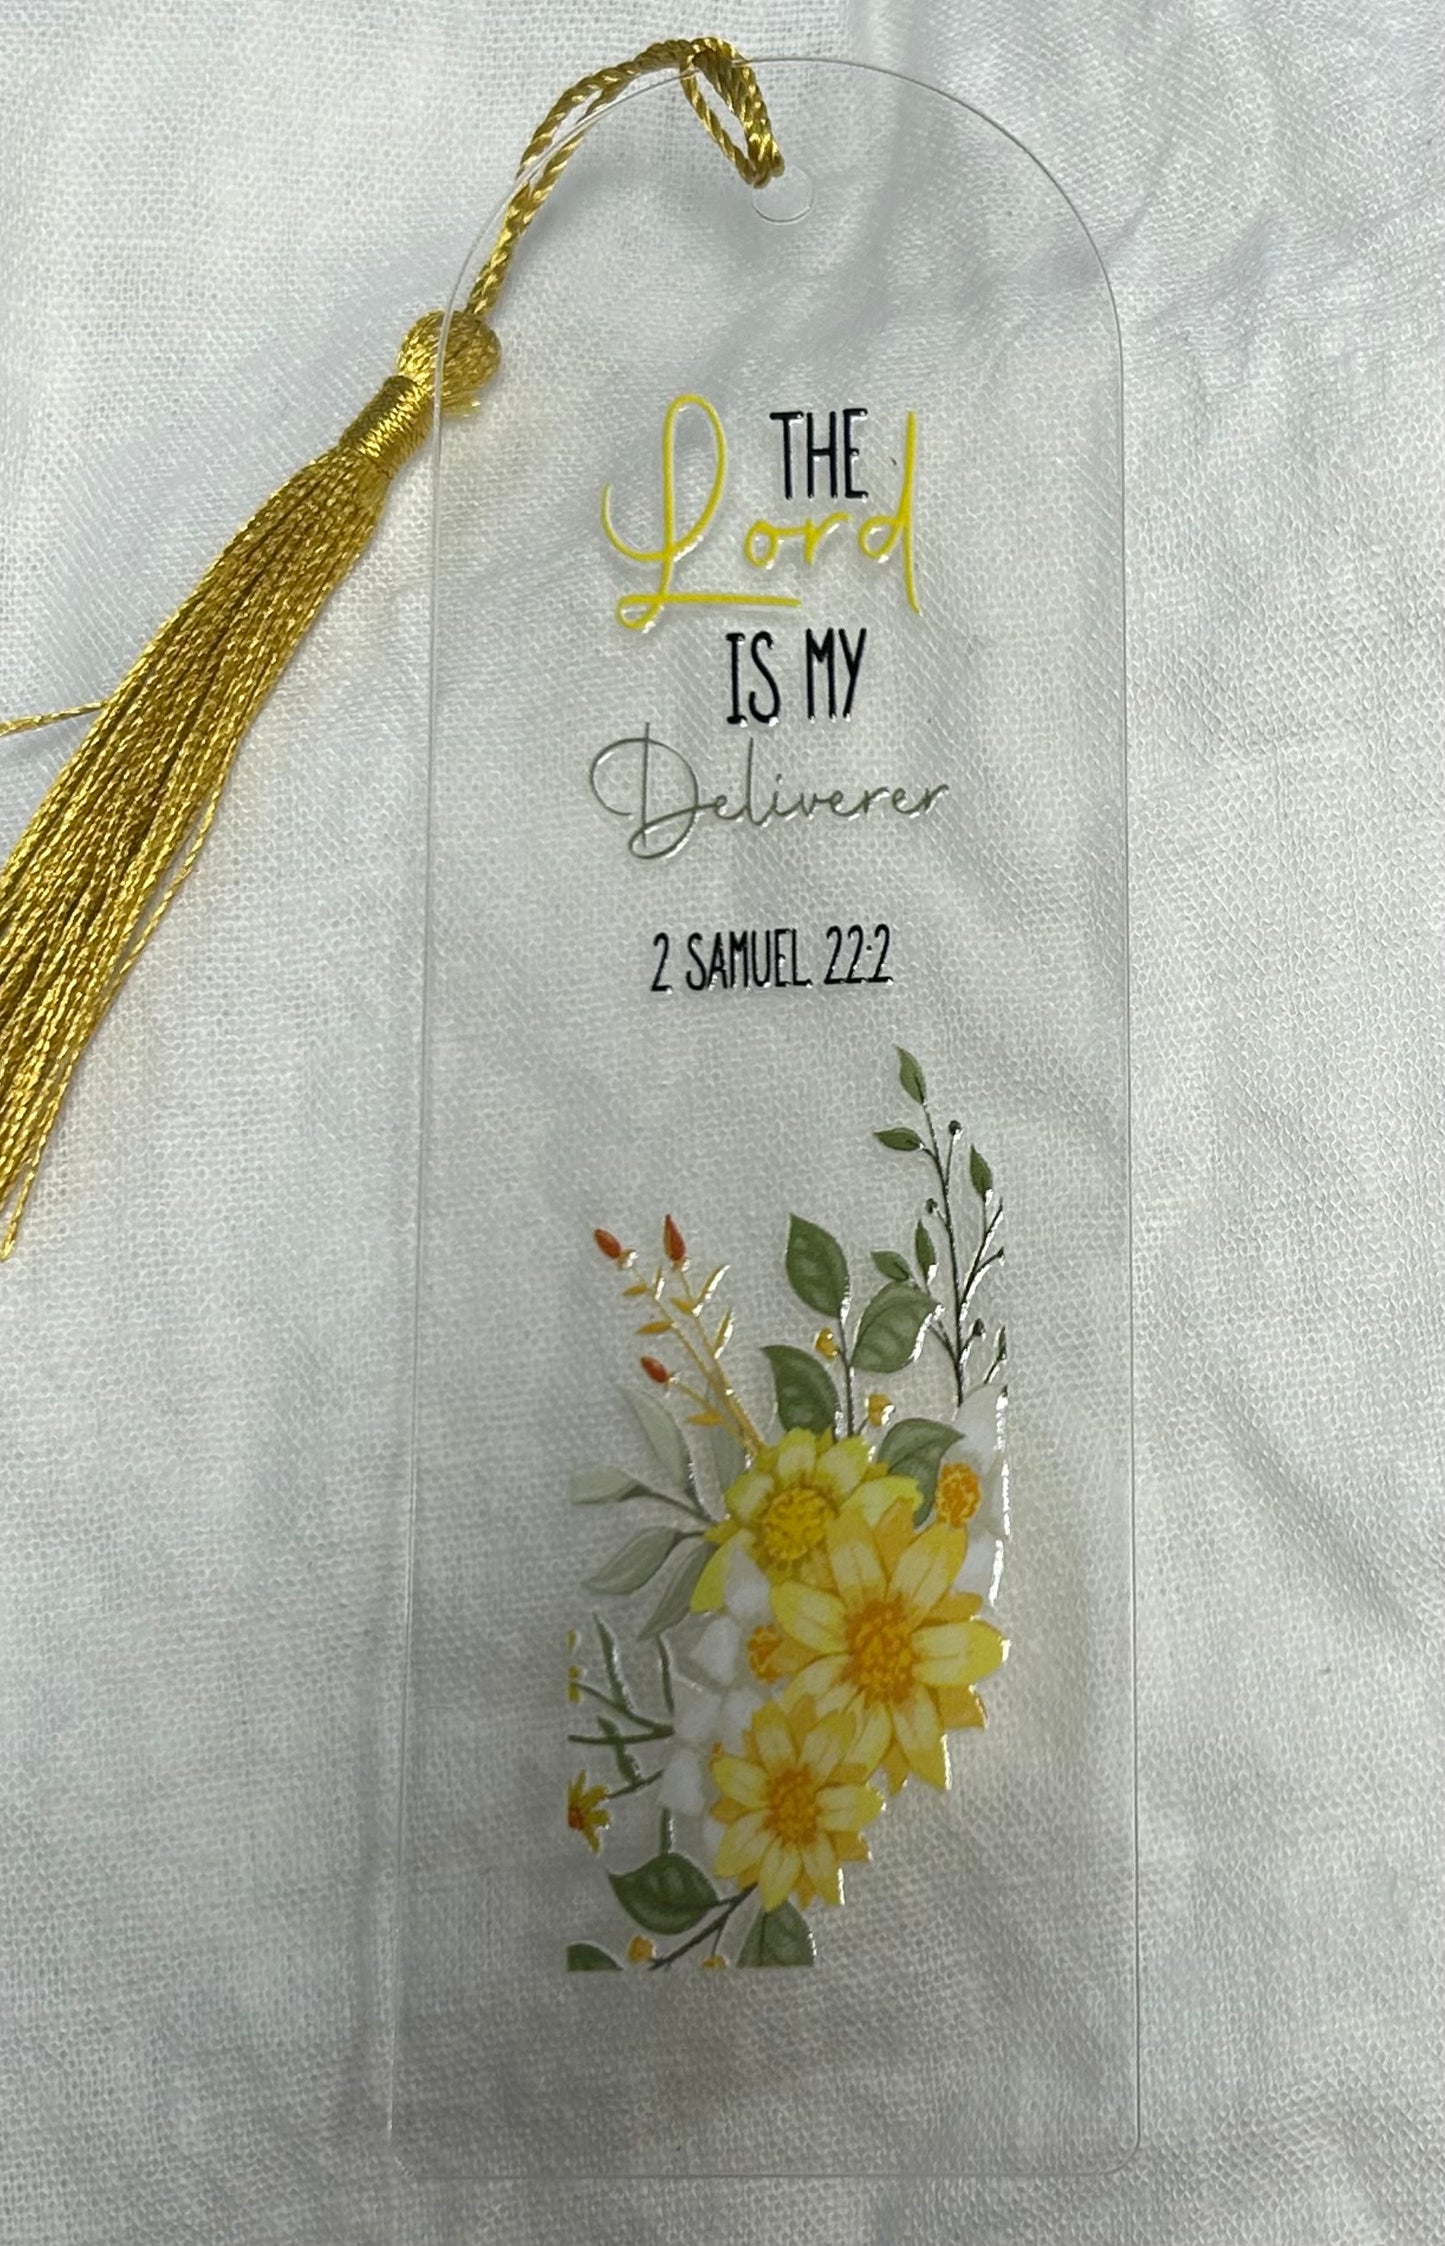 THE
Lord
IS MY
Deliverer
2 SAMUEL 22:2